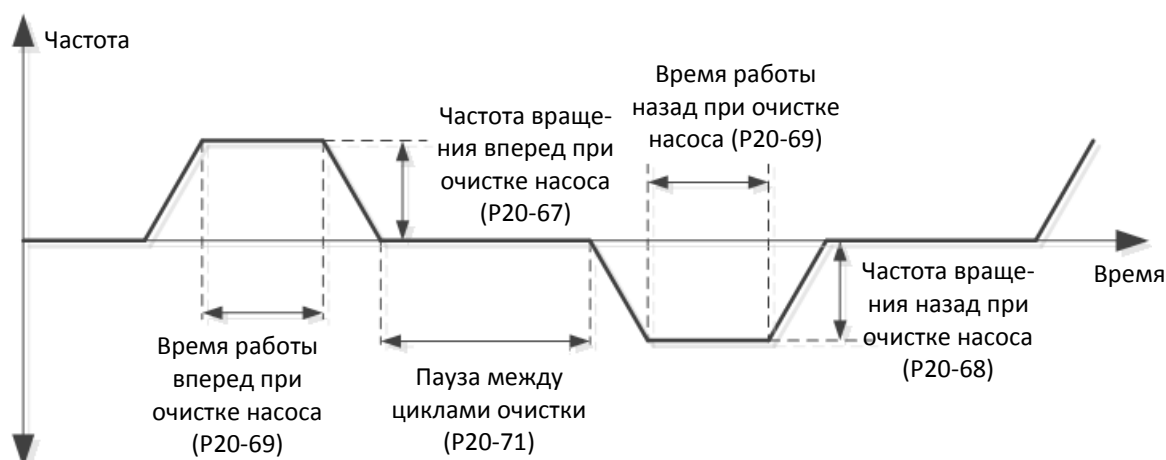 Частота
Время работы
назад при очистке
насоса (P20-69)
Частота враще-
ния вперед при
очистке насоса
(P20-67)
Время
Частота враще-
ния назад при
очистке насоса
(P20-68)
Время работы
вперед при
очистке насоса
(P20-69)
Пауза между
циклами очистки
(P20-71)